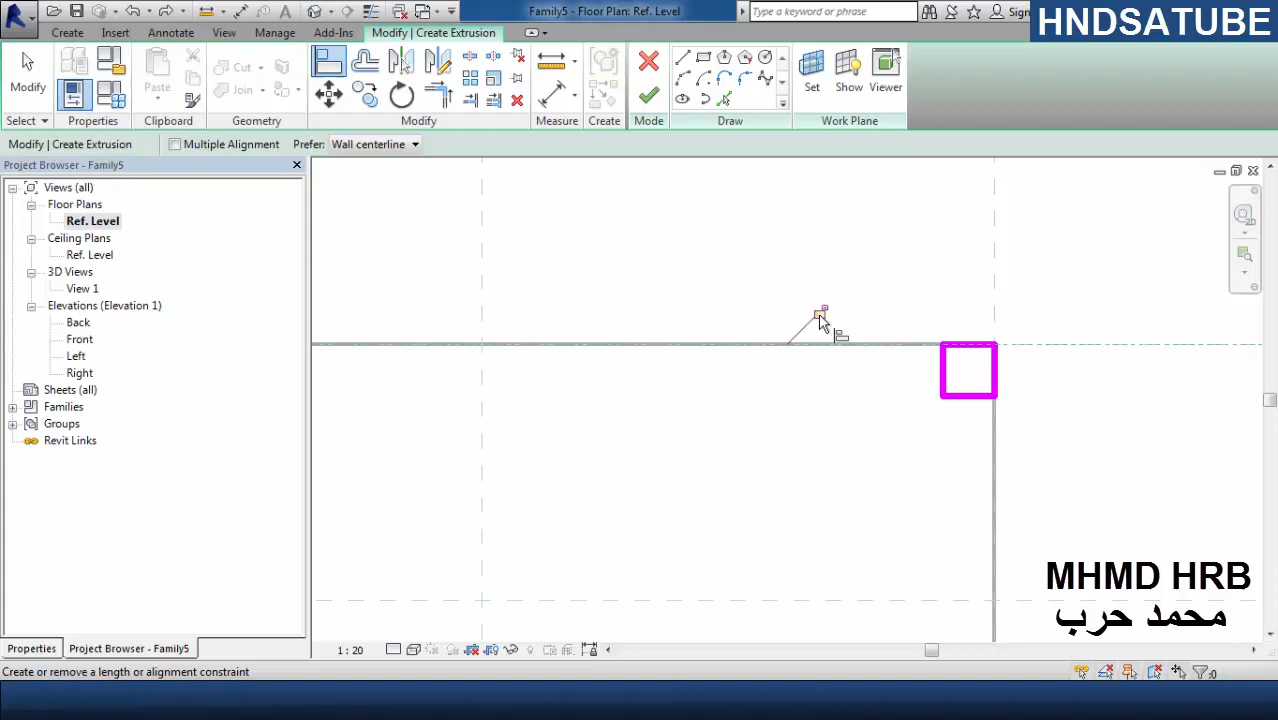 Family5 - Floor Plan: Ref. Level
Type a keyword or phrase
Sign
HNDSATUBE
Create
Insert
Annotate
View
Manage
Add-Ins
Modify | Create Extrusion
Modify
Paste
Cut
Join
Set
Show
Viewer
Select
Properties
Clipboard
Geometry
Modify
Measure
Create
Mode
Draw
Work Plane
Modify | Create Extrusion
Multiple Alignment
Prefer:
Wall centerline
Project Browser - Family5
Views (all)
Floor Plans
Ref. Level
Ceiling Plans
Ref. Level
3D Views
View 1
Elevations (Elevation 1)
Back
Front
Left
Right
Sheets (all)
Families
Groups
Revit Links
2D
MHMD HRB
محمد حرب
Properties
Project Browser - Family5
1 : 20
Create or remove a length or alignment constraint
:0